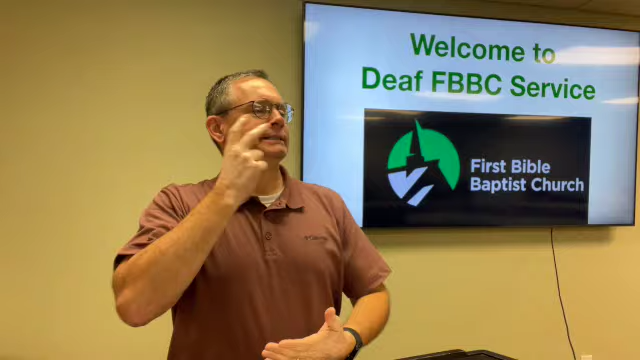 Welcome to
Deaf FBBC Service
First Bible
Baptist Church